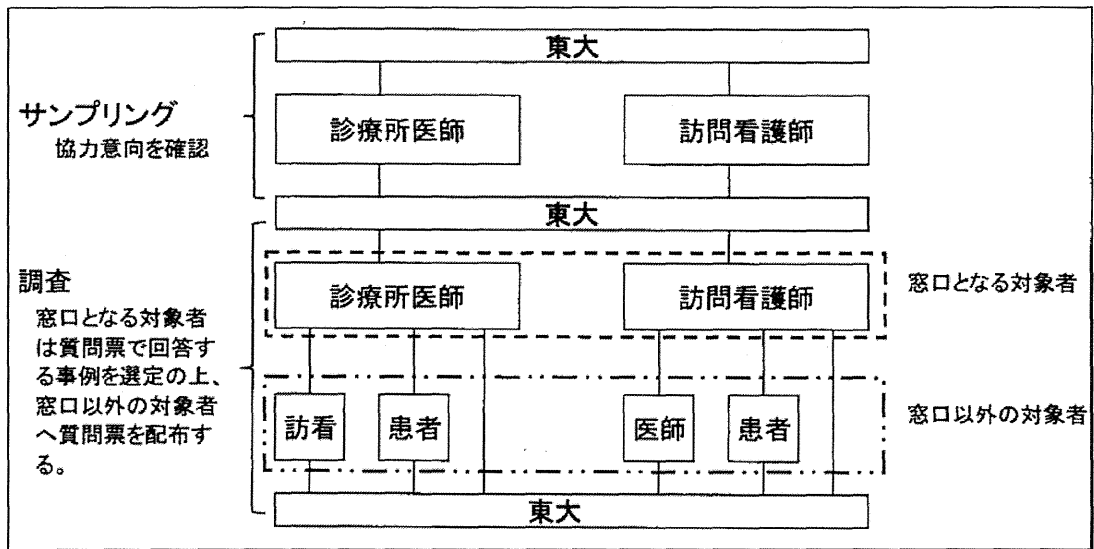 東大
サンプリング
協力意向を確認
診療所医師
訪問看護師
東大
調査
窓口となる対象者
は質問票で回答す
る事例を選定の上、
窓口以外の対象者
へ質問票を配布す
る。
診療所医師
訪問看護師
窓口となる対象者
訪看
患者
医師
患者
窓口以外の対象者
東大